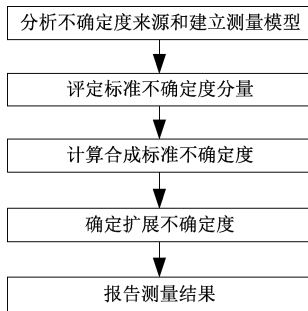 分析不确定度来源和建立测量模型
评定标准不确定度分量
计算合成标准不确定度
确定扩展不确定度
报告测量结果